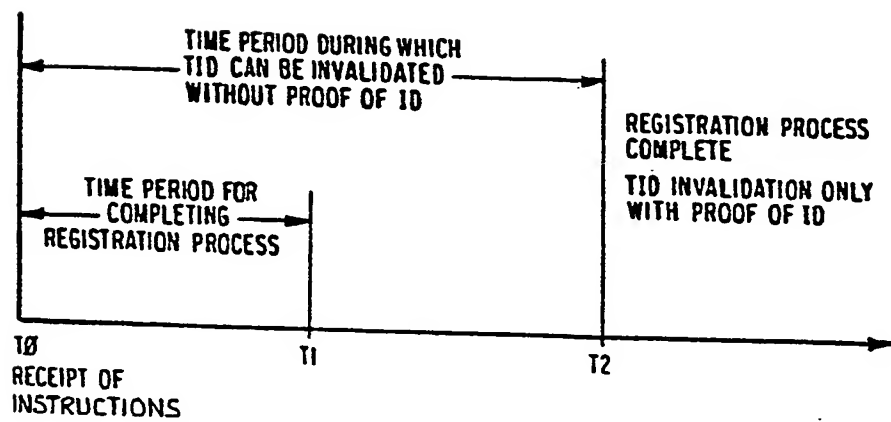 TIME PERIOD DURING WHICH
TID CAN BE INVALIDATED
WITHOUT PROOF OF ID
REGISTRATION PROCESS
COMPLETE
TID INVALIDATION ONLY
WITH PROOF OF ID
TIME PERIOD FOR
COMPLETING
REGISTRATION PROCESS
TØ
RECEIPT OF
INSTRUCTIONS
T1
T2